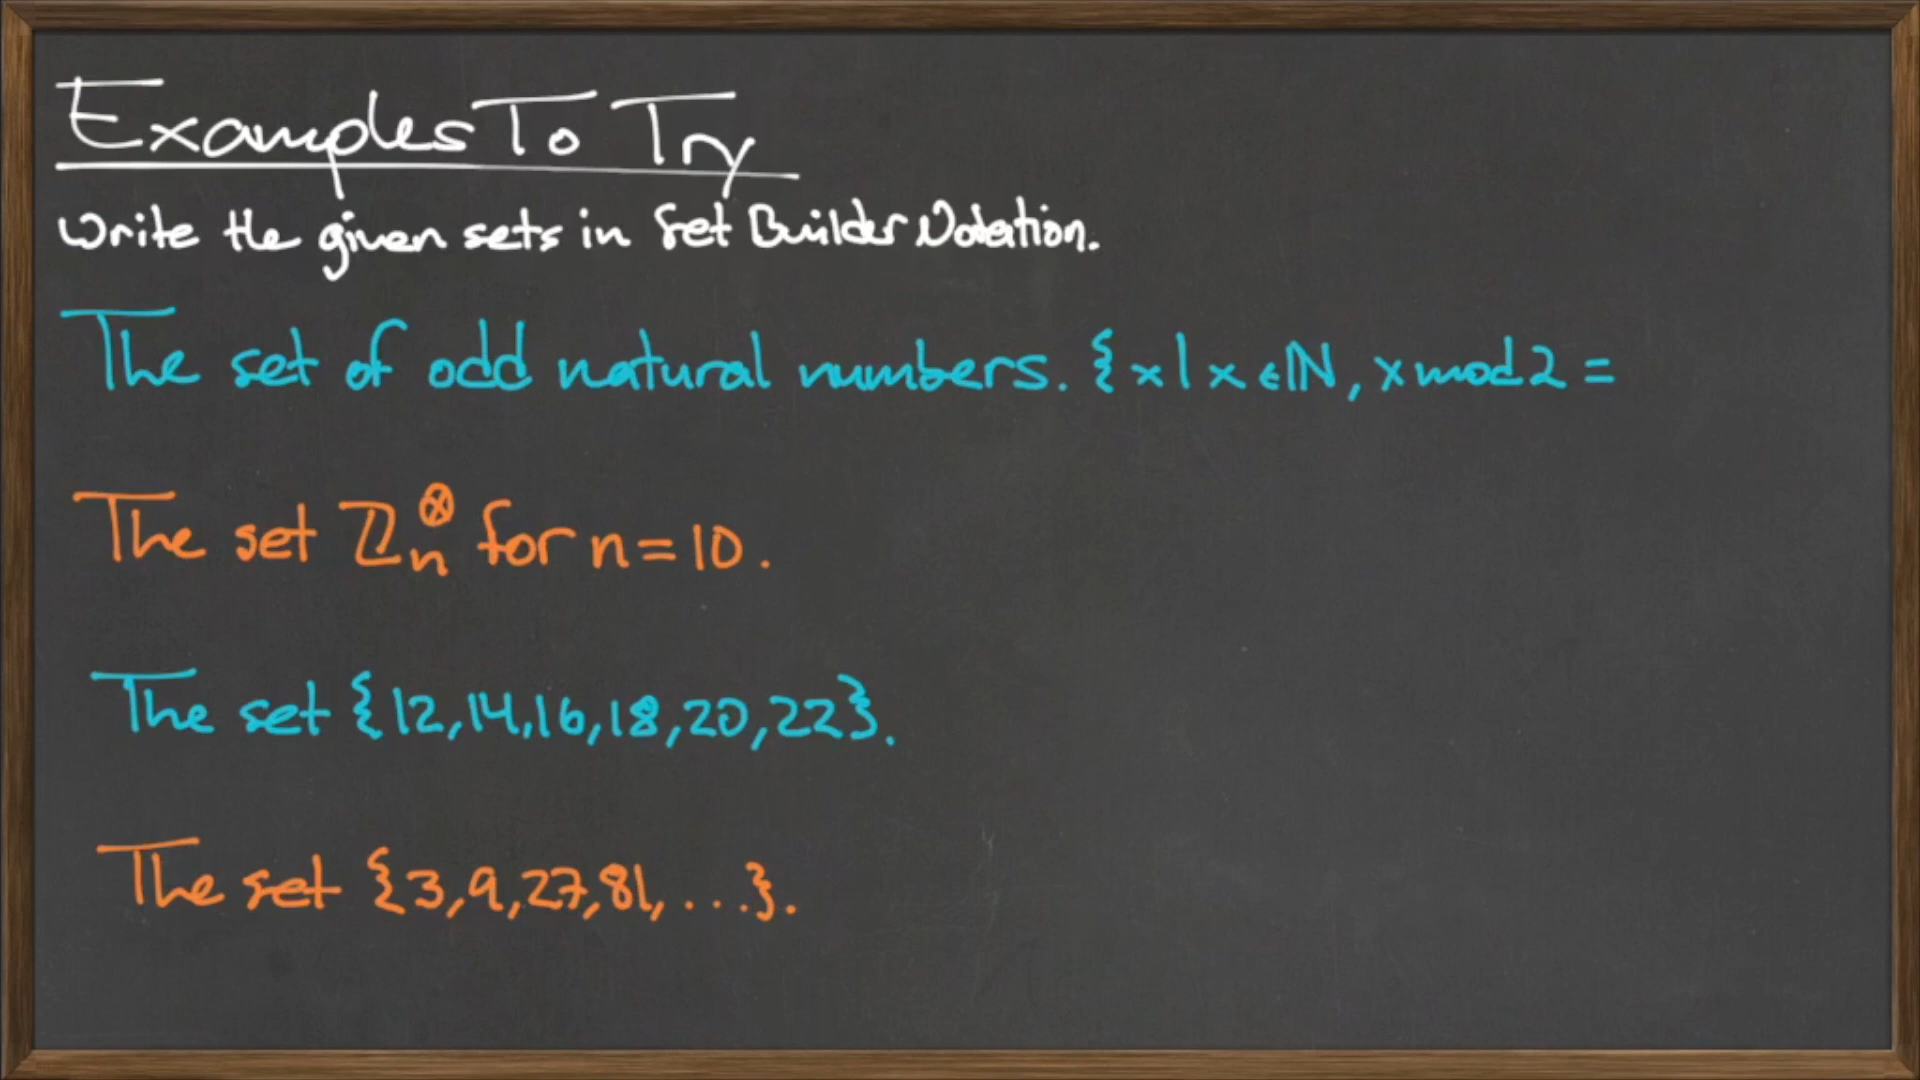 Examples To Try
Write the given sets in Set Builder Notation.
The set of odd natural numbers. {x | x ∈ ℕ, x mod 2 =
The set ℤₙ^⊗ for n = 10.
The set {12, 14, 16, 18, 20, 22}.
The set {3, 9, 27, 81, ...}.